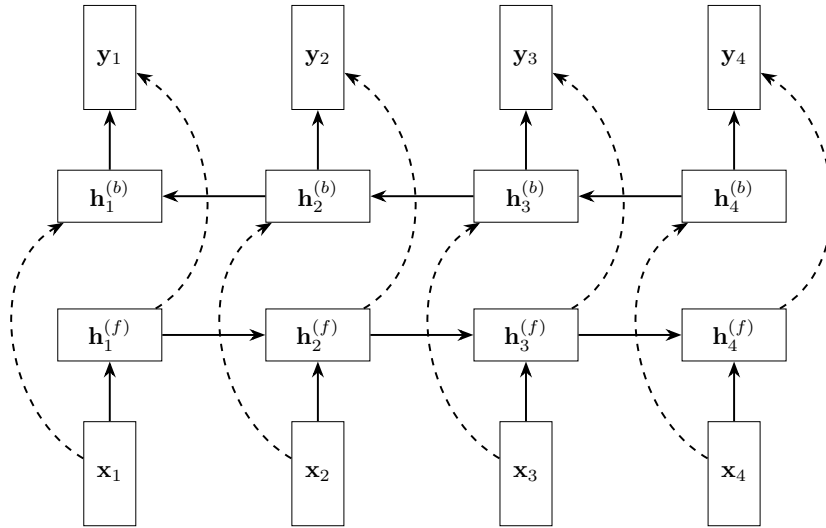 y₁ y₂ y₃ y₄
h₁⁽ᵇ⁾ h₂⁽ᵇ⁾ h₃⁽ᵇ⁾ h₄⁽ᵇ⁾
h₁⁽ᶠ⁾ h₂⁽ᶠ⁾ h₃⁽ᶠ⁾ h₄⁽ᶠ⁾
x₁ x₂ x₃ x₄